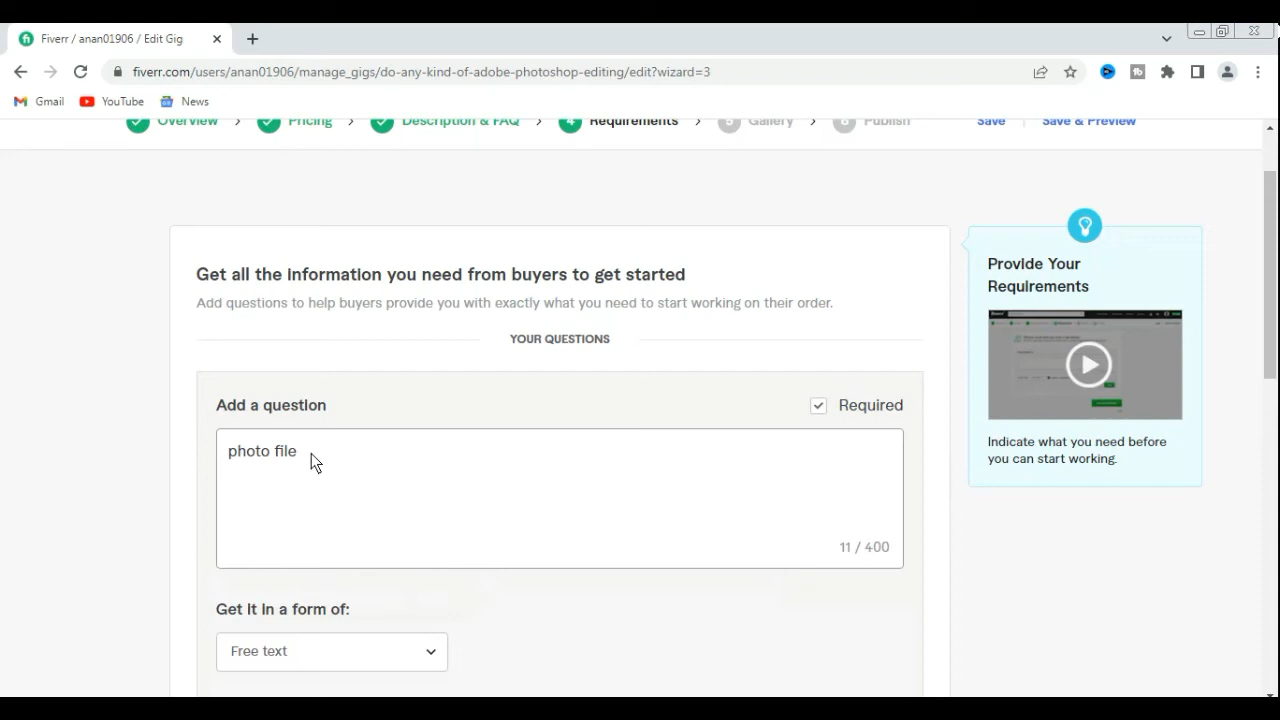 Fiverr / anan01906 / Edit Gig
fiverr.com/users/anan01906/manage_gigs/do-any-kind-of-adobe-photoshop-editing/edit?wizard=3
Gmail YouTube News
Overview Pricing Description & FAQ 4 Requirements 5 Gallery 6 Publish Save Save & Preview
Get all the information you need from buyers to get started
Add questions to help buyers provide you with exactly what you need to start working on their order.
YOUR QUESTIONS
Add a question Required
photo file
11 / 400
Get it in a form of:
Free text
Provide Your
Requirements
Indicate what you need before
you can start working.